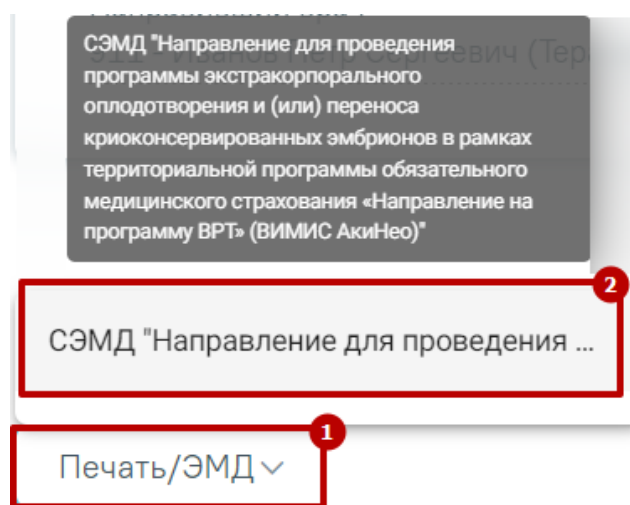 СЭМД "Направление для проведения
программы экстракорпорального
оплодотворения и (или) переноса
криоконсервированных эмбрионов в рамках
территориальной программы обязательного
медицинского страхования «Направление на
программу ВРТ» (ВИМИС АкиНео)"
2
СЭМД "Направление для проведения ...
1
Печать/ЭМД